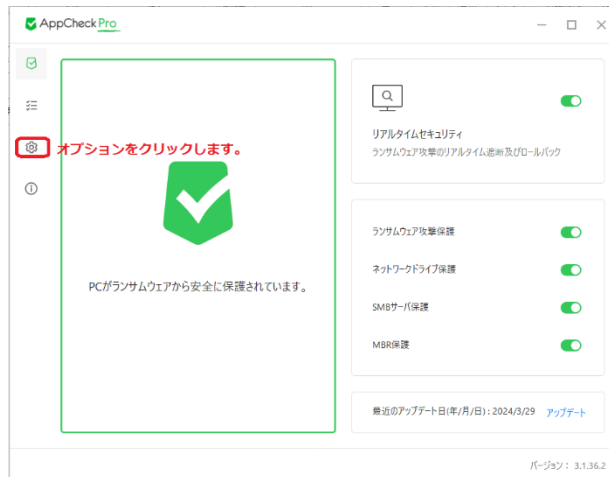 AppCheck Pro
オプションをクリックします。
PCがランサムウェアから安全に保護されています。
リアルタイムセキュリティ
ランサムウェア攻撃のリアルタイム遮断及びロールバック
ランサムウェア攻撃保護
ネットワークドライブ保護
SMBサーバ保護
MBR保護
最近のアップデート日(年/月/日) : 2024/3/29 アップデート
バージョン : 3.1.36.2